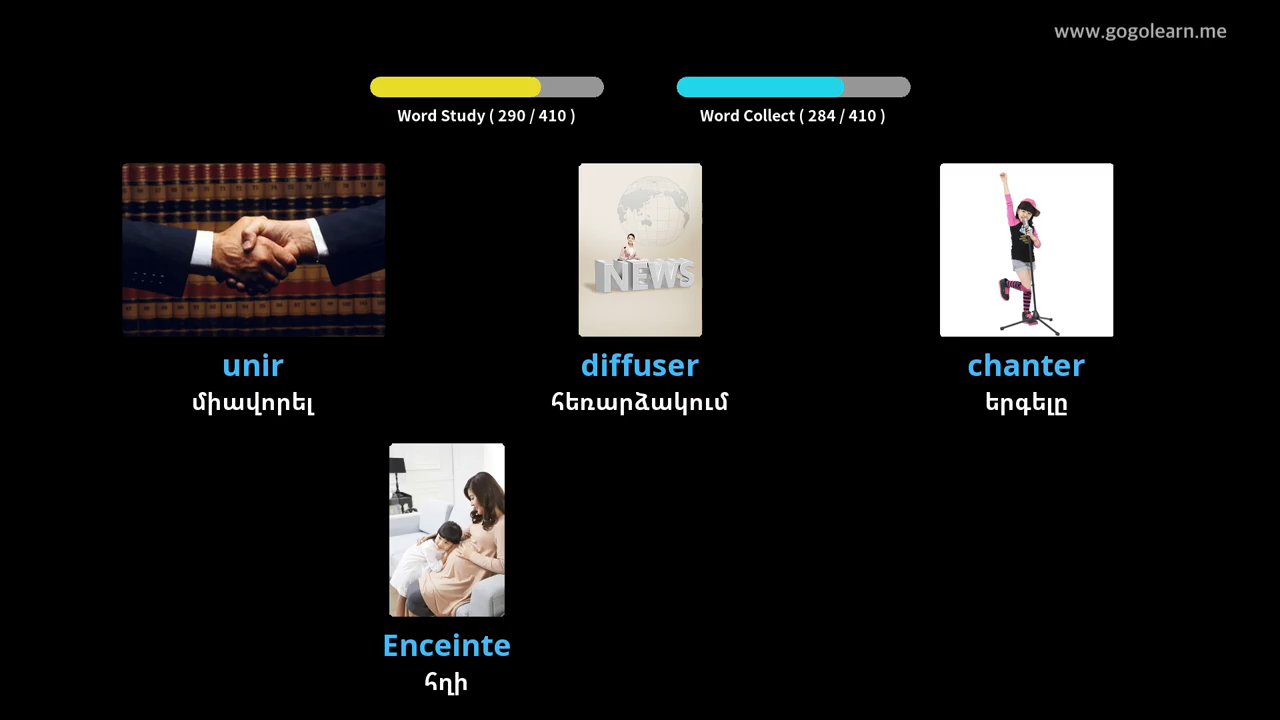 www.gogolearn.me
Word Study ( 290 / 410 )
Word Collect ( 284 / 410 )
NEWS
unir
diffuser
chanter
միավորել
հեռարձակում
երգելը
Enceinte
հղի